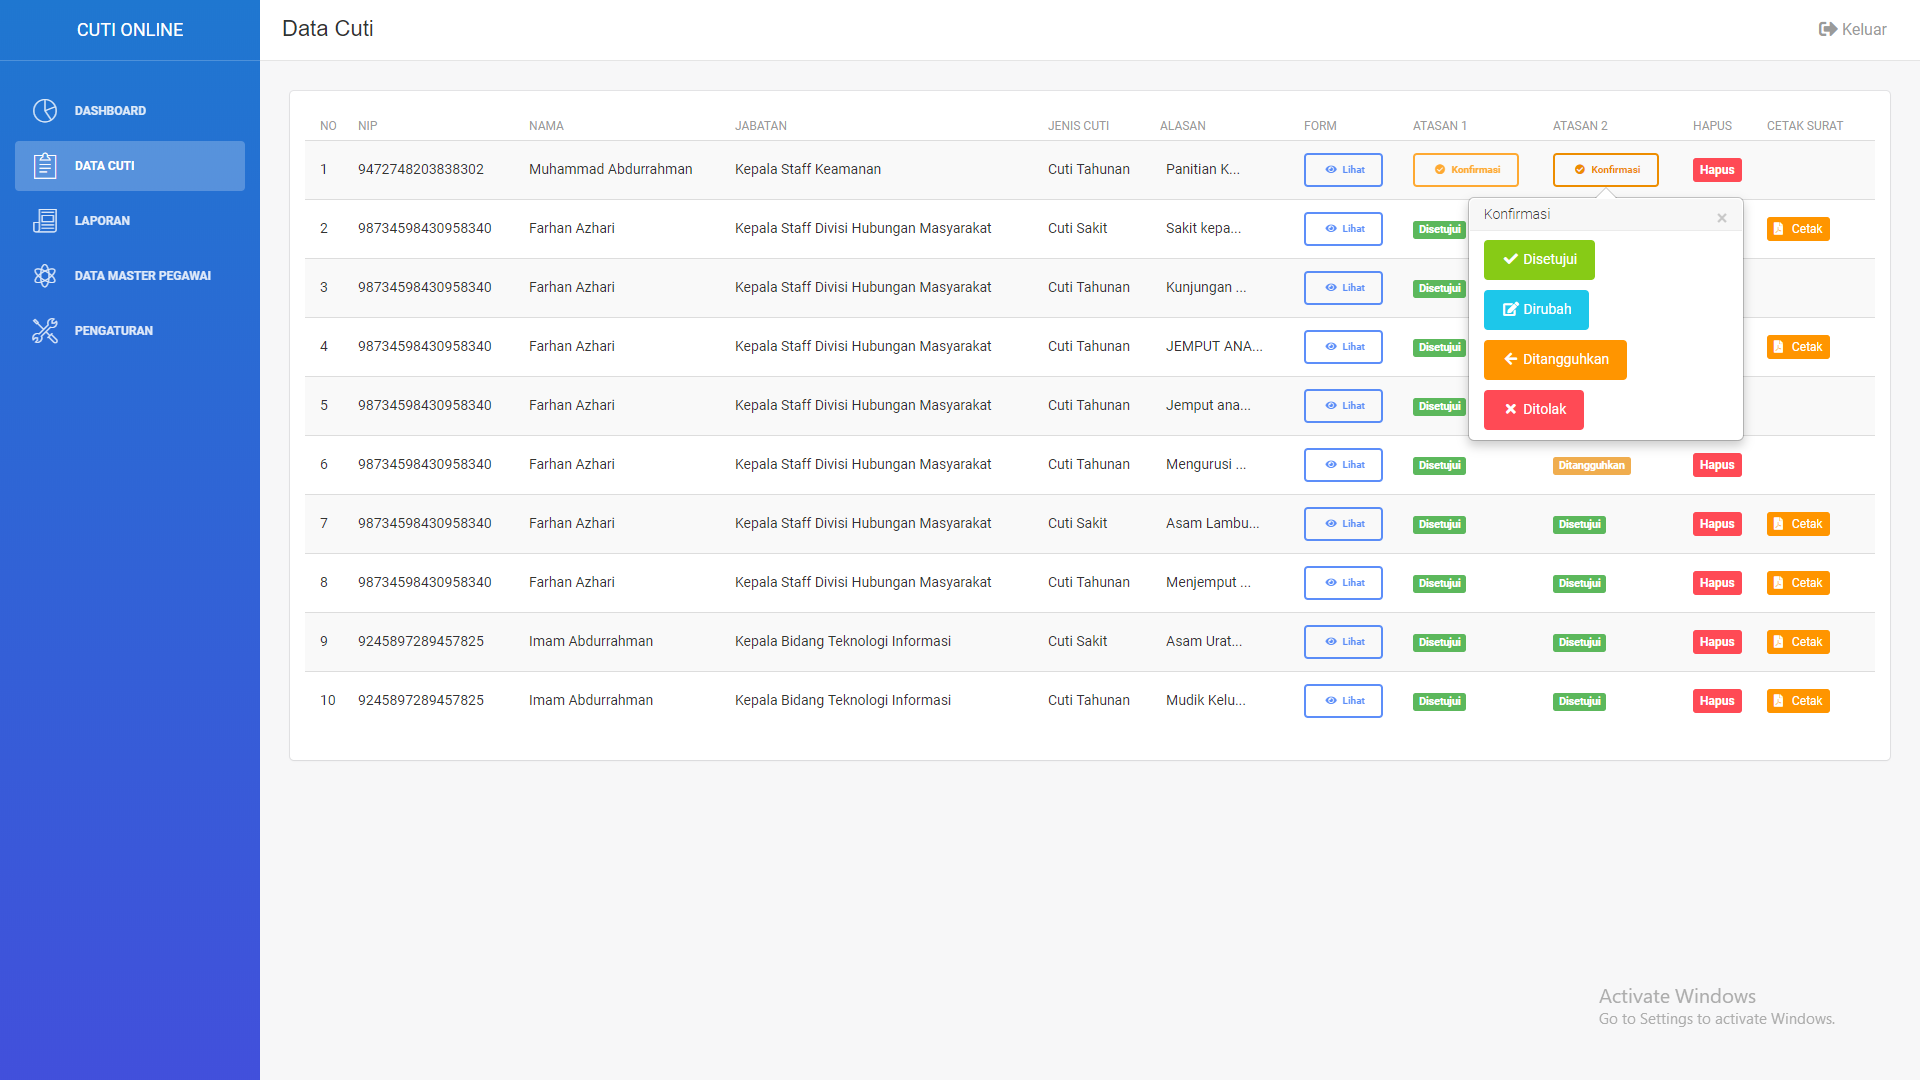 CUTI ONLINE
Data Cuti
Keluar
DASHBOARD
DATA CUTI
LAPORAN
DATA MASTER PEGAWAI
PENGATURAN
NO NIP NAMA JABATAN JENIS CUTI ALASAN FORM ATASAN 1 ATASAN 2 HAPUS CETAK SURAT
1 9472748203838302 Muhammad Abdurrahman Kepala Staff Keamanan Cuti Tahunan Panitian K... Lihat Konfirmasi Konfirmasi Hapus
2 98734598430958340 Farhan Azhari Kepala Staff Divisi Hubungan Masyarakat Cuti Sakit Sakit kepa... Lihat Disetujui Cetak
3 98734598430958340 Farhan Azhari Kepala Staff Divisi Hubungan Masyarakat Cuti Tahunan Kunjungan ... Lihat Disetujui
4 98734598430958340 Farhan Azhari Kepala Staff Divisi Hubungan Masyarakat Cuti Tahunan JEMPUT ANA... Lihat Disetujui Cetak
5 98734598430958340 Farhan Azhari Kepala Staff Divisi Hubungan Masyarakat Cuti Tahunan Jemput ana... Lihat Disetujui
6 98734598430958340 Farhan Azhari Kepala Staff Divisi Hubungan Masyarakat Cuti Tahunan Mengurusi ... Lihat Disetujui Ditangguhkan Hapus
7 98734598430958340 Farhan Azhari Kepala Staff Divisi Hubungan Masyarakat Cuti Sakit Asam Lambu... Lihat Disetujui Disetujui Hapus Cetak
8 98734598430958340 Farhan Azhari Kepala Staff Divisi Hubungan Masyarakat Cuti Tahunan Menjemput ... Lihat Disetujui Disetujui Hapus Cetak
9 9245897289457825 Imam Abdurrahman Kepala Bidang Teknologi Informasi Cuti Sakit Asam Urat... Lihat Disetujui Disetujui Hapus Cetak
10 9245897289457825 Imam Abdurrahman Kepala Bidang Teknologi Informasi Cuti Tahunan Mudik Kelu... Lihat Disetujui Disetujui Hapus Cetak
Konfirmasi ×
Disetujui
Dirubah
Ditangguhkan
Ditolak
Activate Windows
Go to Settings to activate Windows.